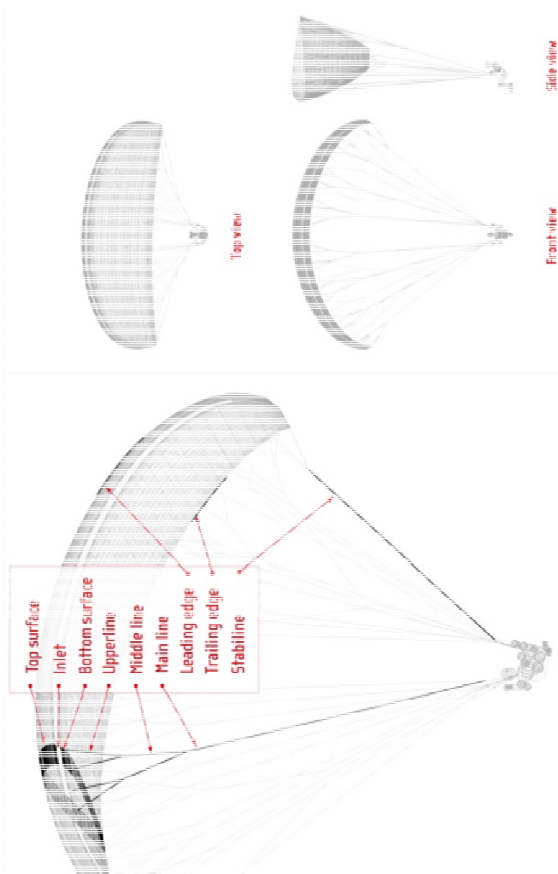 Top view
Side view
Front view
Top surface
Inlet
Bottom surface
Upperline
Middle line
Main line
Leading edge
Trailing edge
Stabiline